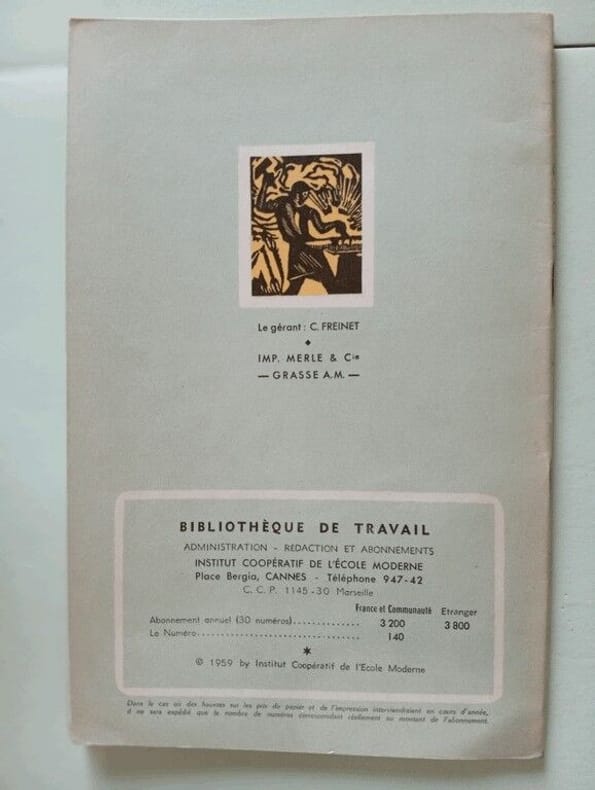 Le gérant : C. FREINET
◆
IMP. MERLE & Cie
— GRASSE A.M. —
BIBLIOTHÈQUE DE TRAVAIL
ADMINISTRATION - REDACTION ET ABONNEMENTS
INSTITUT COOPÉRATIF DE L'ÉCOLE MODERNE
Place Bergia, CANNES - Téléphone 947-42
C. C. P. 1145-30 Marseille
France et Communauté Etranger
Abonnement annuel (30 numéros).............. 3 200 3 800
Le Numéro.................................. 140
*
© 1959 by Institut Coopératif de l'Ecole Moderne
Dans le cas où des hausses sur les prix du papier et de l'impression interviendraient en cours d'année,
il ne sera expédié que le nombre de numéros correspondant réellement au montant de l'abonnement.